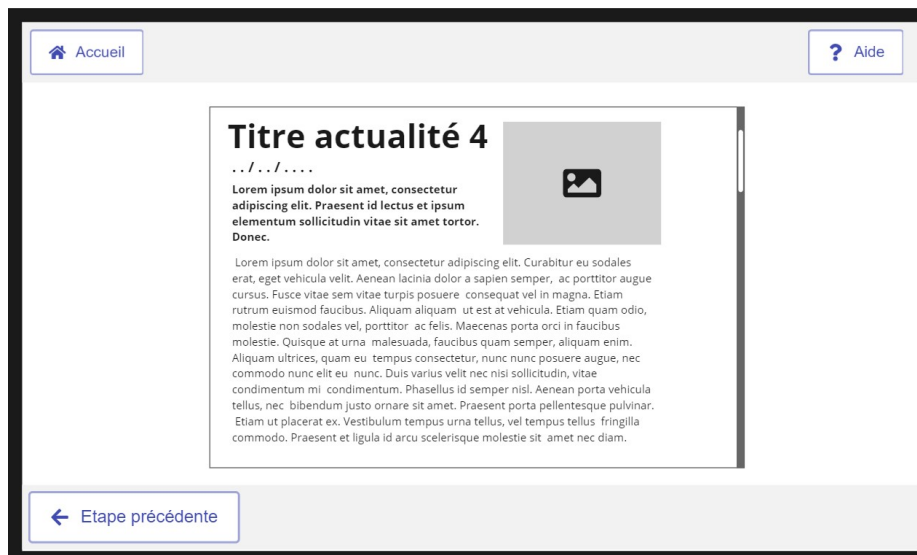 Accueil
? Aide
Titre actualité 4
. . / . . / . . . .
Lorem ipsum dolor sit amet, consectetur
adipiscing elit. Praesent id lectus et ipsum
elementum sollicitudin vitae sit amet tortor.
Donec.
Lorem ipsum dolor sit amet, consectetur adipiscing elit. Curabitur eu sodales
erat, eget vehicula velit. Aenean lacinia dolor a sapien semper, ac porttitor augue
cursus. Fusce vitae sem vitae turpis posuere consequat vel in magna. Etiam
rutrum euismod faucibus. Aliquam aliquam ut est at vehicula. Etiam quam odio,
molestie non sodales vel, porttitor ac felis. Maecenas porta orci in faucibus
molestie. Quisque at urna malesuada, faucibus quam semper, aliquam enim.
Aliquam ultrices, quam eu tempus consectetur, nunc nunc posuere augue, nec
commodo nunc elit eu nunc. Duis varius velit nec nisi sollicitudin, vitae
condimentum mi condimentum. Phasellus id semper nisl. Aenean porta vehicula
tellus, nec bibendum justo ornare sit amet. Praesent porta pellentesque pulvinar.
Etiam ut placerat ex. Vestibulum tempus urna tellus, vel tempus tellus fringilla
commodo. Praesent et ligula id arcu scelerisque molestie sit amet nec diam.
Etape précédente